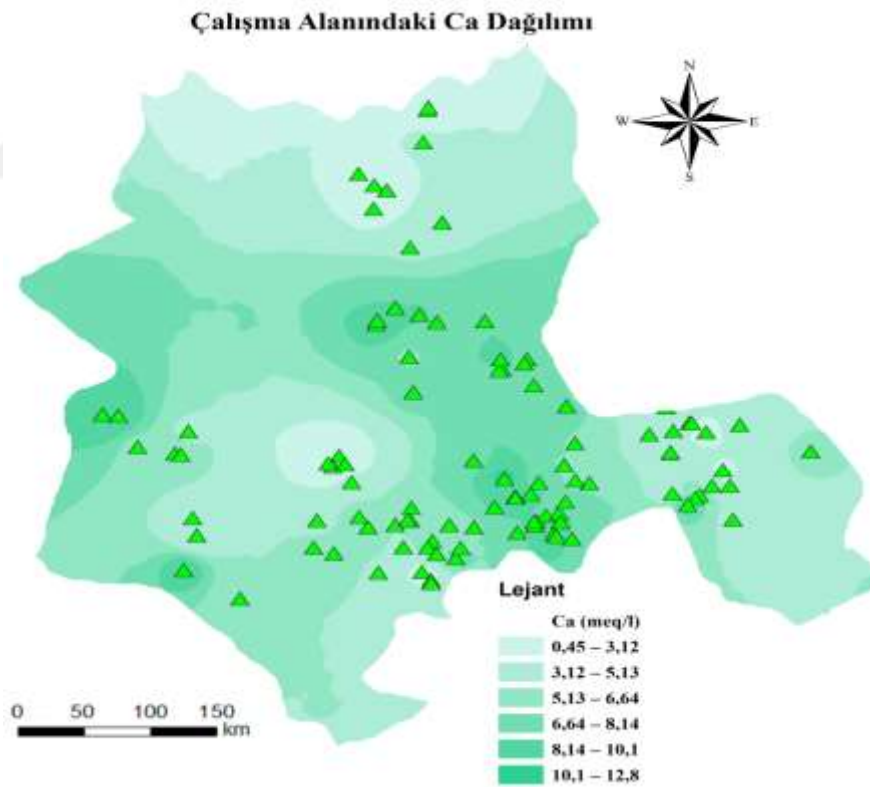 Çalışma Alanındaki Ca Dağılımı
N
W E
S
Lejant
Ca (meq/l)
0,45 – 3,12
3,12 – 5,13
5,13 – 6,64
6,64 – 8,14
8,14 – 10,1
10,1 – 12,8
0 50 100 150
km